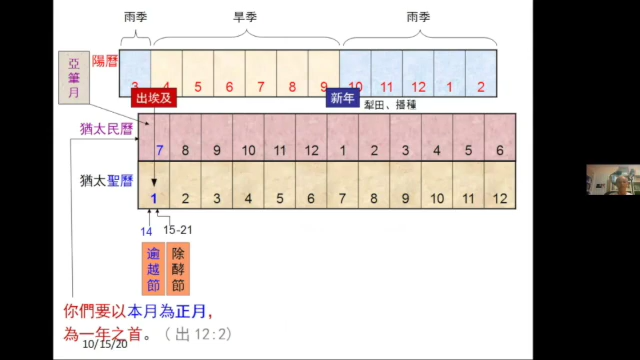 雨季 旱季 雨季
陽曆 3 4 5 6 7 8 9 10 11 12 1 2
亞筆月
出埃及 新年
犁田、播種
猶太民曆 7 8 9 10 11 12 1 2 3 4 5 6
猶太聖曆 1 2 3 4 5 6 7 8 9 10 11 12
14 15-21
逾越節 除酵節
你們要以本月為正月,
為一年之首。（出 12:2）
10/15/20